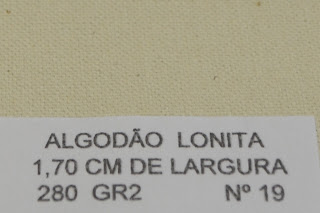 ALGODÃO LONITA
1,70 CM DE LARGURA
280 GR2 Nº 19